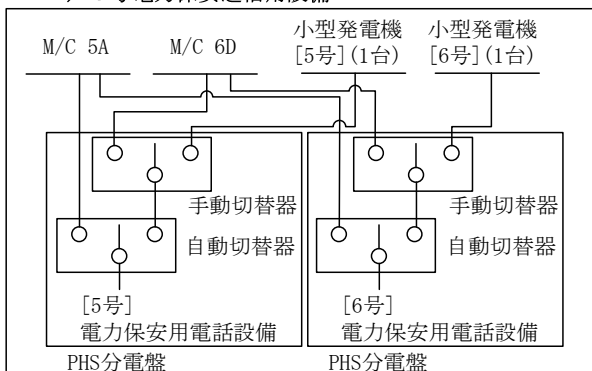 M/C 5A
M/C 6D
小型発電機
[5号](1台)
小型発電機
[6号](1台)
手動切替器
自動切替器
[5号]
電力保安用電話設備
PHS分電盤
手動切替器
自動切替器
[6号]
電力保安用電話設備
PHS分電盤